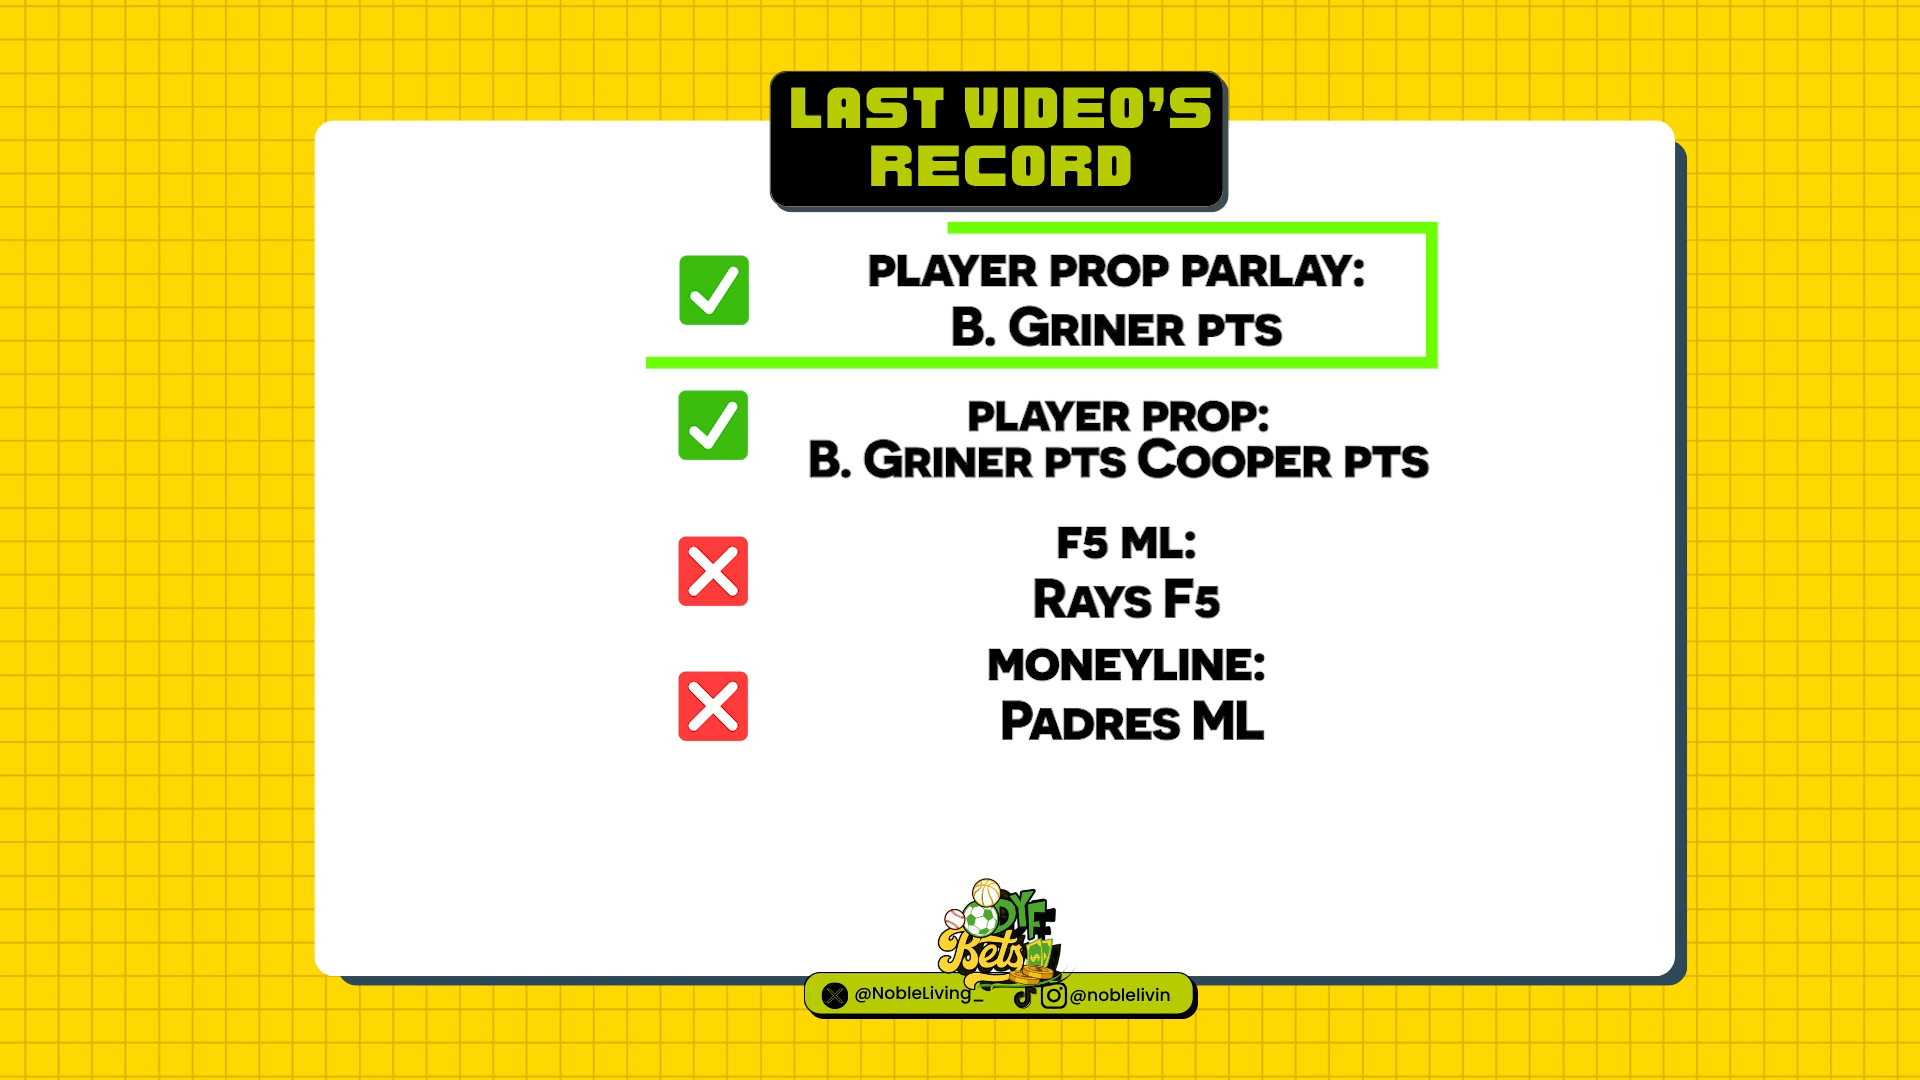 LAST VIDEO'S
RECORD
PLAYER PROP PARLAY:
B. GRINER PTS
PLAYER PROP:
B. GRINER PTS COOPER PTS
F5 ML:
RAYS F5
MONEYLINE:
PADRES ML
DYF
Bets
@NobleLiving_
@noblelivin